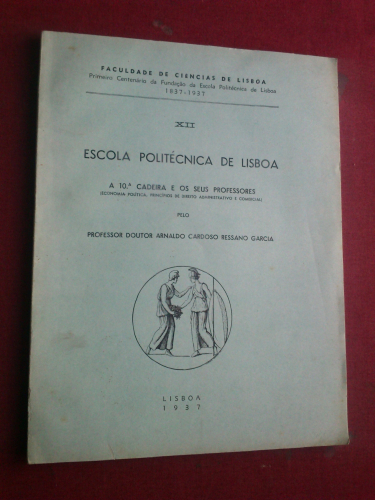 FACULDADE DE CIENCIAS DE LISBOA
Primeiro Centenário da Fundação da Escola Politécnica de Lisboa
1837-1937
XII
ESCOLA POLITÉCNICA DE LISBOA
A 10.ª CADEIRA E OS SEUS PROFESSORES
(ECONOMIA POLÍTICA, PRINCÍPIOS DE DIREITO ADMINISTRATIVO E COMERCIAL)
PELO
PROFESSOR DOUTOR ARNALDO CARDOSO RESSANO GARCIA
LISBOA
1937